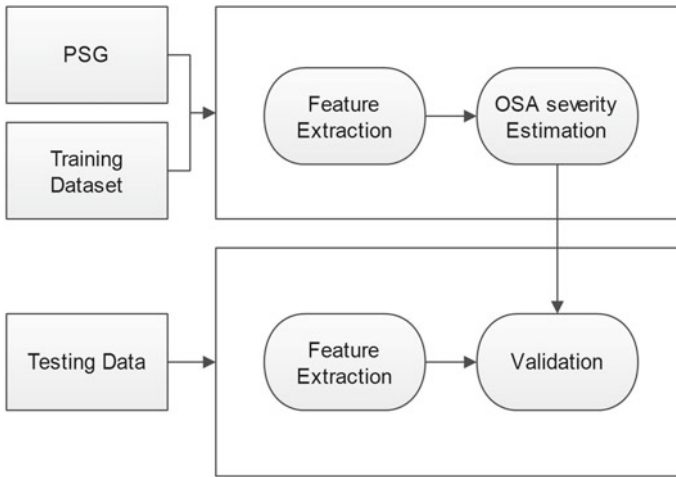 PSG
Training
Dataset
Feature
Extraction
OSA severity
Estimation
Testing Data
Feature
Extraction
Validation